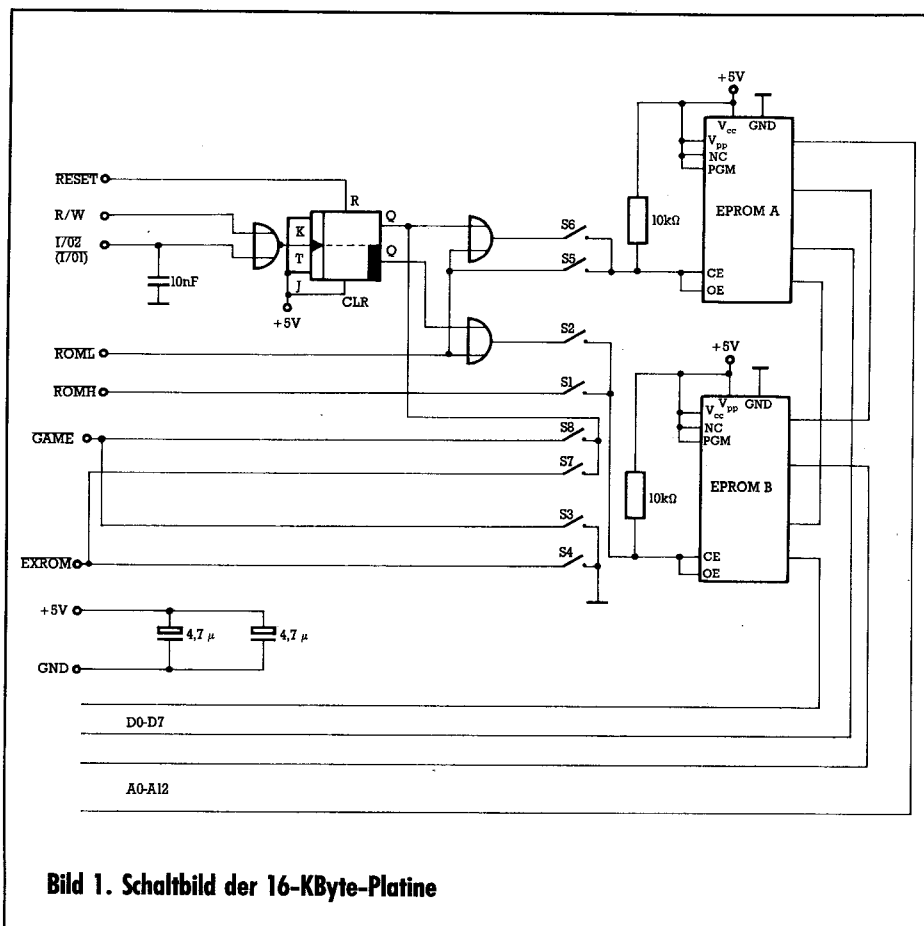 +5V
Vcc GND
Vpp
NC
PGM
EPROM A
10kΩ
CE
OE
RESET
R/W
I/O2
(I/O1)
10nF
R
K
T
J
Q
Q
CLR
+5V
S6
S5
S2
ROML
ROMH
S1
GAME
S8
S7
S3
EXROM
S4
+5V
Vpp GND
Vcc
NC
PGM
EPROM B
10kΩ
CE
OE
+5V
4,7 µ
4,7 µ
GND
D0-D7
A0-A12
Bild 1. Schaltbild der 16-KByte-Platine